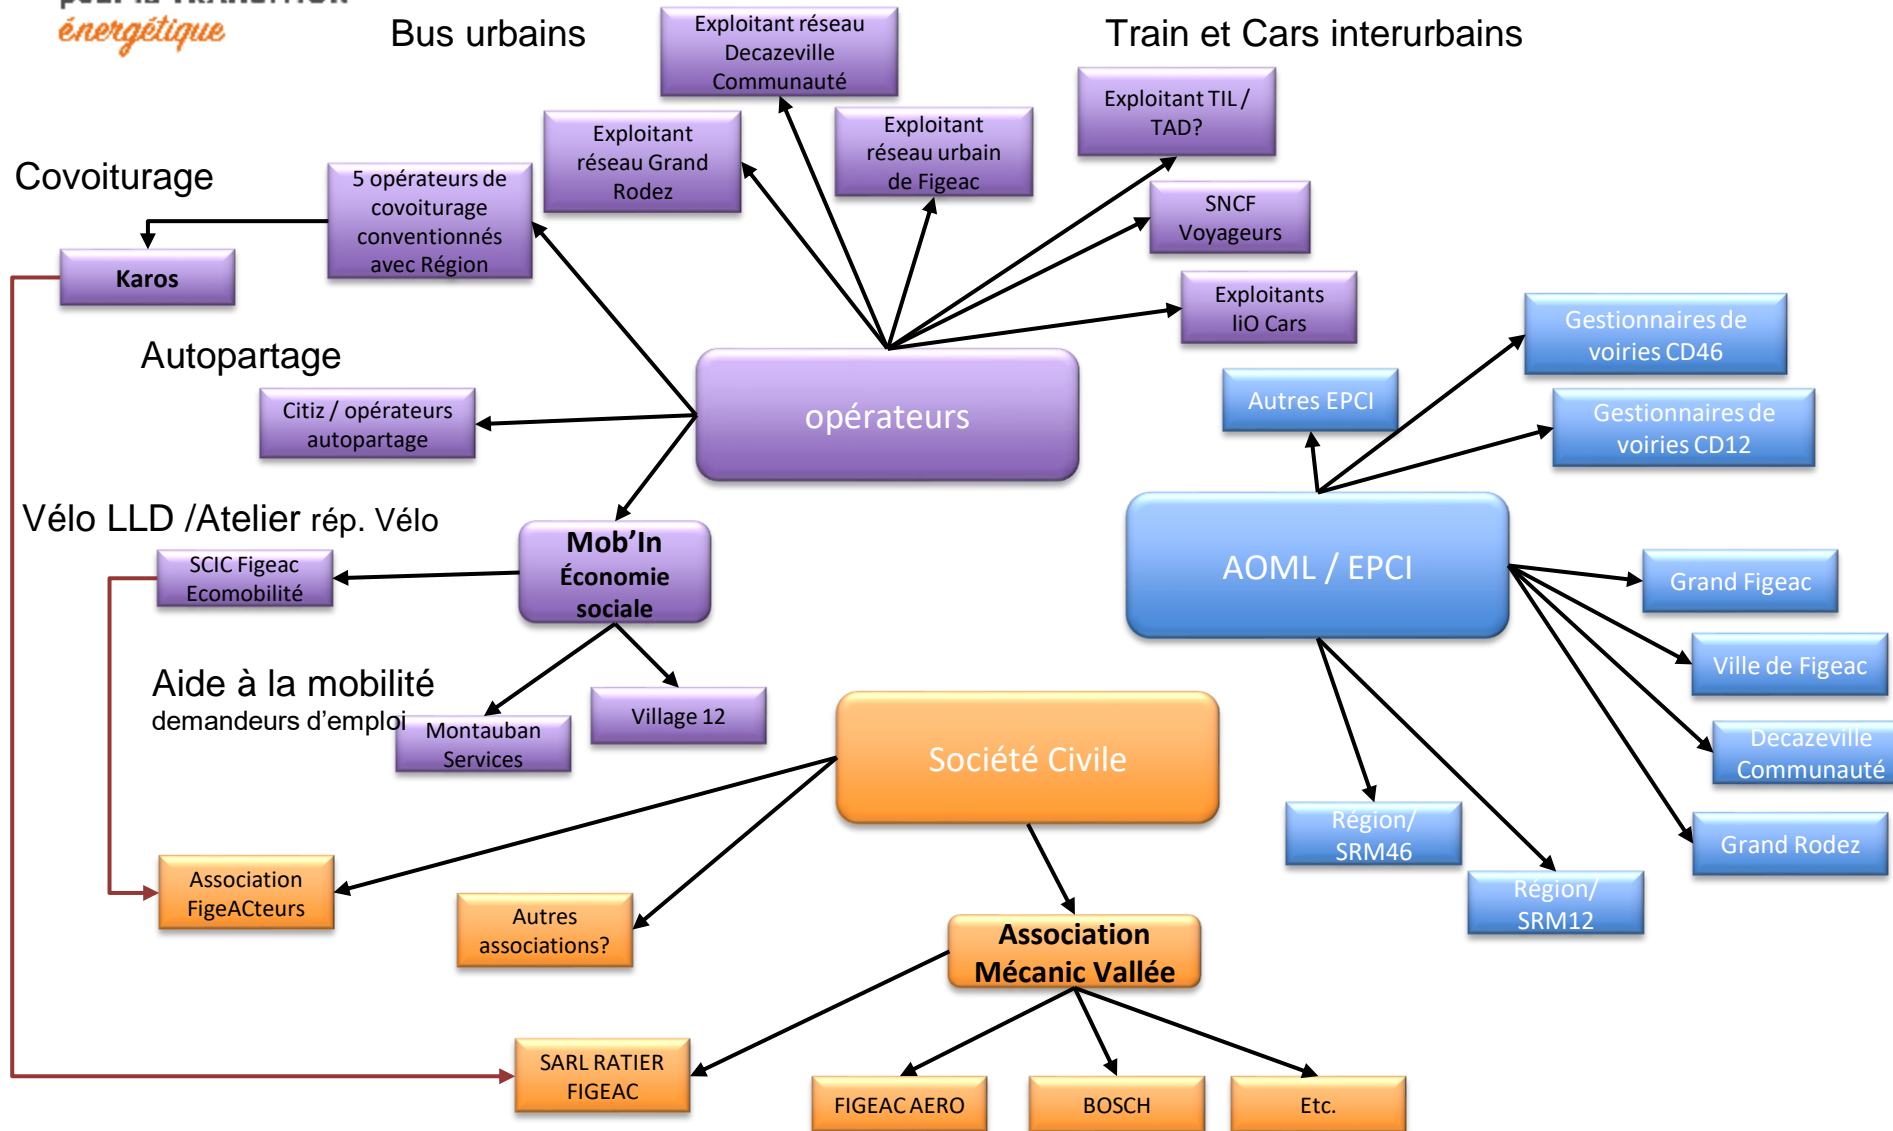 énergétique
Bus urbains
Train et Cars interurbains
Exploitant réseau
Decazeville
Communauté
Exploitant TIL /
TAD?
Exploitant
réseau urbain
de Figeac
Exploitant
réseau Grand
Rodez
Covoiturage
5 opérateurs de
covoiturage
conventionnés
avec Région
SNCF
Voyageurs
Karos
Exploitants
liO Cars
Gestionnaires de
voiries CD46
Autopartage
Citiz / opérateurs
autopartage
opérateurs
Autres EPCI
Gestionnaires de
voiries CD12
Vélo LLD /Atelier rép. Vélo
SCIC Figeac
Ecomobilité
Mob'In
Économie
sociale
AOML / EPCI
Grand Figeac
Ville de Figeac
Aide à la mobilité
demandeurs d'emploi
Montauban
Services
Village 12
Société Civile
Decazeville
Communauté
Région/
SRM46
Grand Rodez
Région/
SRM12
Association
FigeACteurs
Autres
associations?
Association
Mécanic Vallée
SARL RATIER
FIGEAC
FIGEAC AERO
BOSCH
Etc.